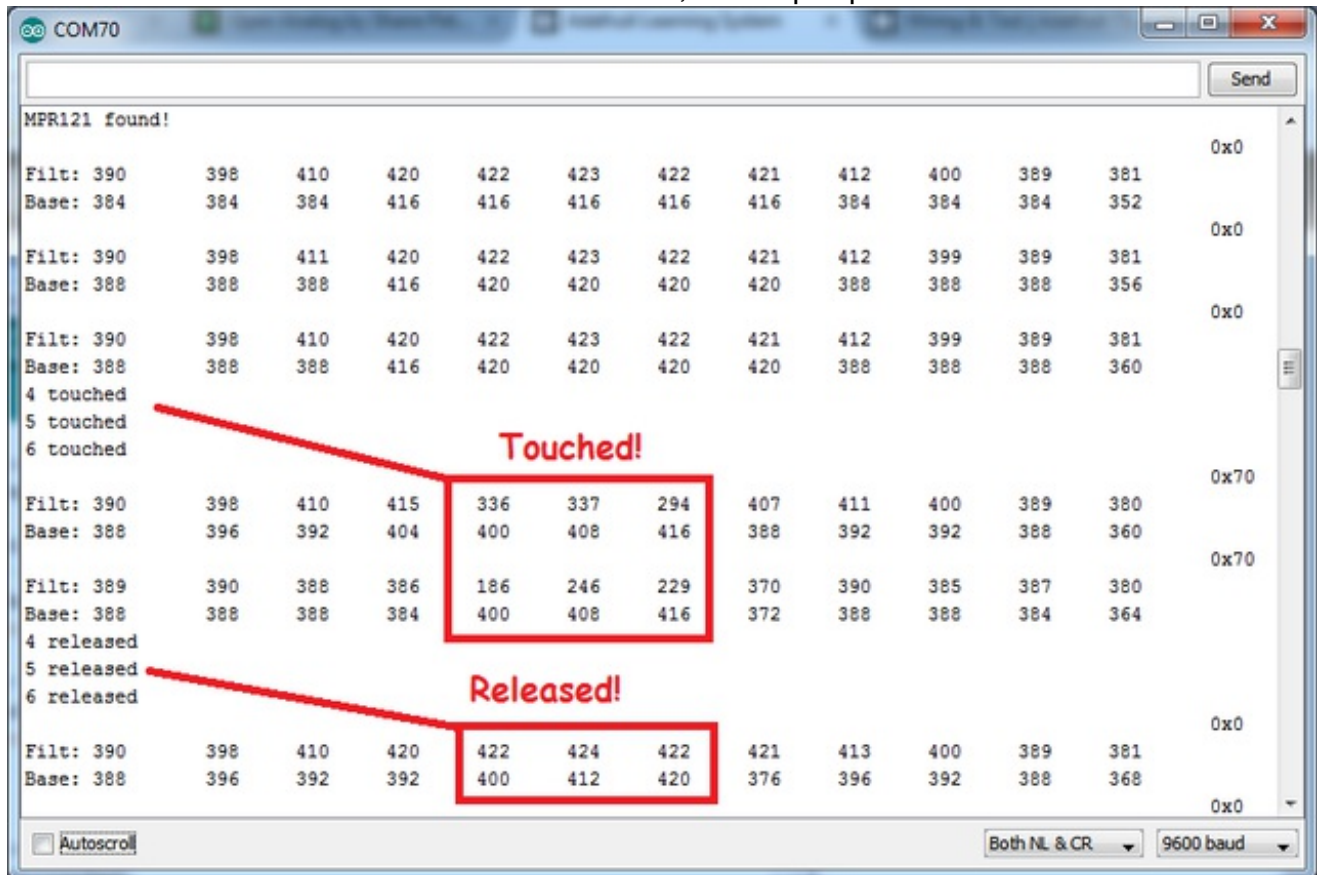 COM70
Send
MPR121 found!
0x0
Filt: 390 398 410 420 422 423 422 421 412 400 389 381
Base: 384 384 384 416 416 416 416 416 384 384 384 352
0x0
Filt: 390 398 411 420 422 423 422 421 412 399 389 381
Base: 388 388 388 416 420 420 420 420 388 388 388 356
0x0
Filt: 390 398 410 420 422 423 422 421 412 399 389 381
Base: 388 388 388 416 420 420 420 420 388 388 388 360
4 touched
5 touched
6 touched
Touched!
0x70
Filt: 390 398 410 415 336 337 294 407 411 400 389 380
Base: 388 396 392 404 400 408 416 388 392 392 388 360
0x70
Filt: 389 390 388 386 186 246 229 370 390 385 387 380
Base: 388 388 388 384 400 408 416 372 388 388 384 364
4 released
5 released
6 released
Released!
0x0
Filt: 390 398 410 420 422 424 422 421 413 400 389 381
Base: 388 396 392 392 400 412 420 376 396 392 388 368
0x0
Autoscroll Both NL & CR 9600 baud